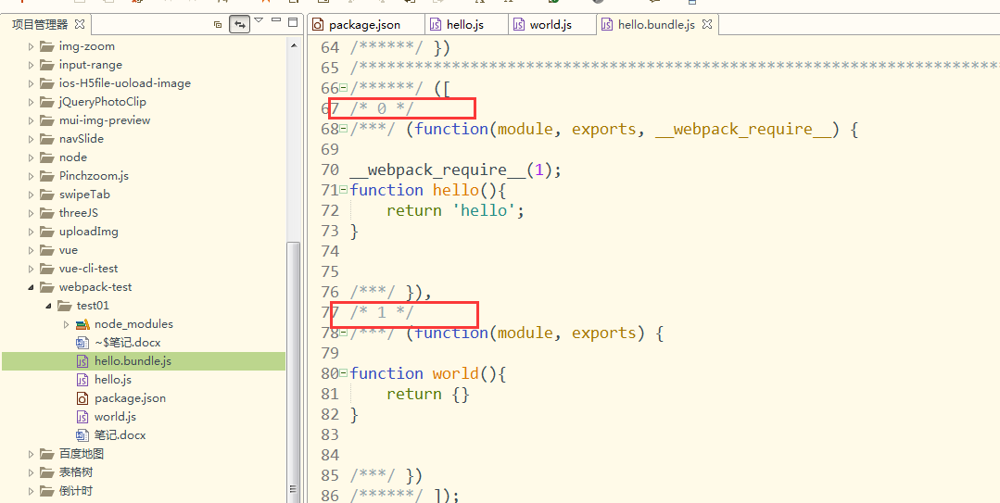 项目管理器
img-zoom
input-range
ios-H5file-uoload-image
jQueryPhotoClip
mui-img-preview
navSlide
node
Pinchzoom.js
swipeTab
threeJS
uploadImg
vue
vue-cli-test
webpack-test
test01
node_modules
~$笔记.docx
hello.bundle.js
hello.js
package.json
world.js
笔记.docx
百度地图
表格树
倒计时
package.json hello.js world.js hello.bundle.js
64 /******/ })
65 /************************************************************************
66 /******/ ([
67 /* 0 */
68 /***/ (function(module, exports, __webpack_require__) {
69
70 __webpack_require__(1);
71 function hello(){
72     return 'hello';
73 }
74
75
76 /***/ }),
77 /* 1 */
78 /***/ (function(module, exports) {
79
80 function world(){
81     return {}
82 }
83
84
85 /***/ })
86 /******/ ]);